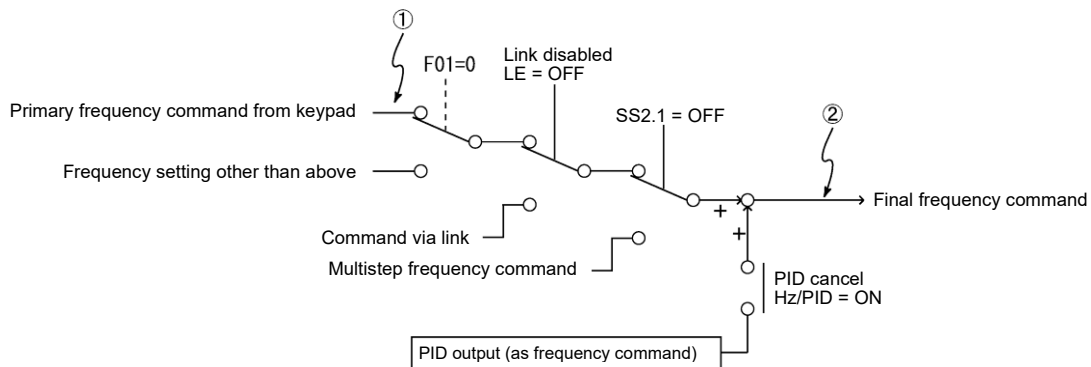 ①
F01=0
Link disabled
LE = OFF
Primary frequency command from keypad
SS2.1 = OFF
②
Frequency setting other than above
Final frequency command
+
+
Command via link
Multistep frequency command
PID cancel
Hz/PID = ON
PID output (as frequency command)